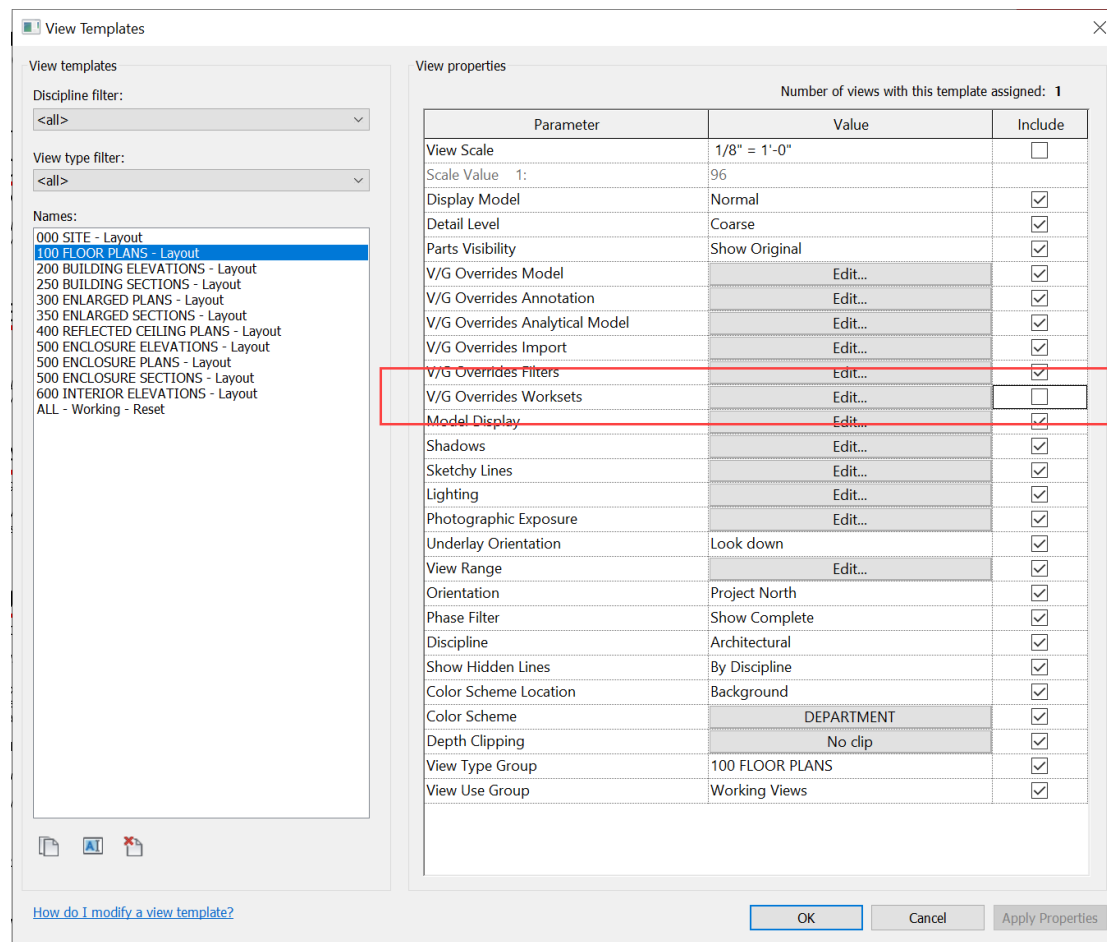 View Templates
View templates
Discipline filter:
<all>
View type filter:
<all>
Names:
000 SITE - Layout
100 FLOOR PLANS - Layout
200 BUILDING ELEVATIONS - Layout
250 BUILDING SECTIONS - Layout
300 ENLARGED PLANS - Layout
350 ENLARGED SECTIONS - Layout
400 REFLECTED CEILING PLANS - Layout
500 ENCLOSURE ELEVATIONS - Layout
500 ENCLOSURE PLANS - Layout
500 ENCLOSURE SECTIONS - Layout
600 INTERIOR ELEVATIONS - Layout
ALL - Working - Reset
AI
How do I modify a view template?
View properties
Number of views with this template assigned: 1
Parameter Value Include
View Scale 1/8" = 1'-0"
Scale Value 1: 96
Display Model Normal
Detail Level Coarse
Parts Visibility Show Original
V/G Overrides Model Edit...
V/G Overrides Annotation Edit...
V/G Overrides Analytical Model Edit...
V/G Overrides Import Edit...
V/G Overrides Filters Edit...
V/G Overrides Worksets Edit...
Model Display Edit...
Shadows Edit...
Sketchy Lines Edit...
Lighting Edit...
Photographic Exposure Edit...
Underlay Orientation Look down
View Range Edit...
Orientation Project North
Phase Filter Show Complete
Discipline Architectural
Show Hidden Lines By Discipline
Color Scheme Location Background
Color Scheme DEPARTMENT
Depth Clipping No clip
View Type Group 100 FLOOR PLANS
View Use Group Working Views
OK Cancel Apply Properties